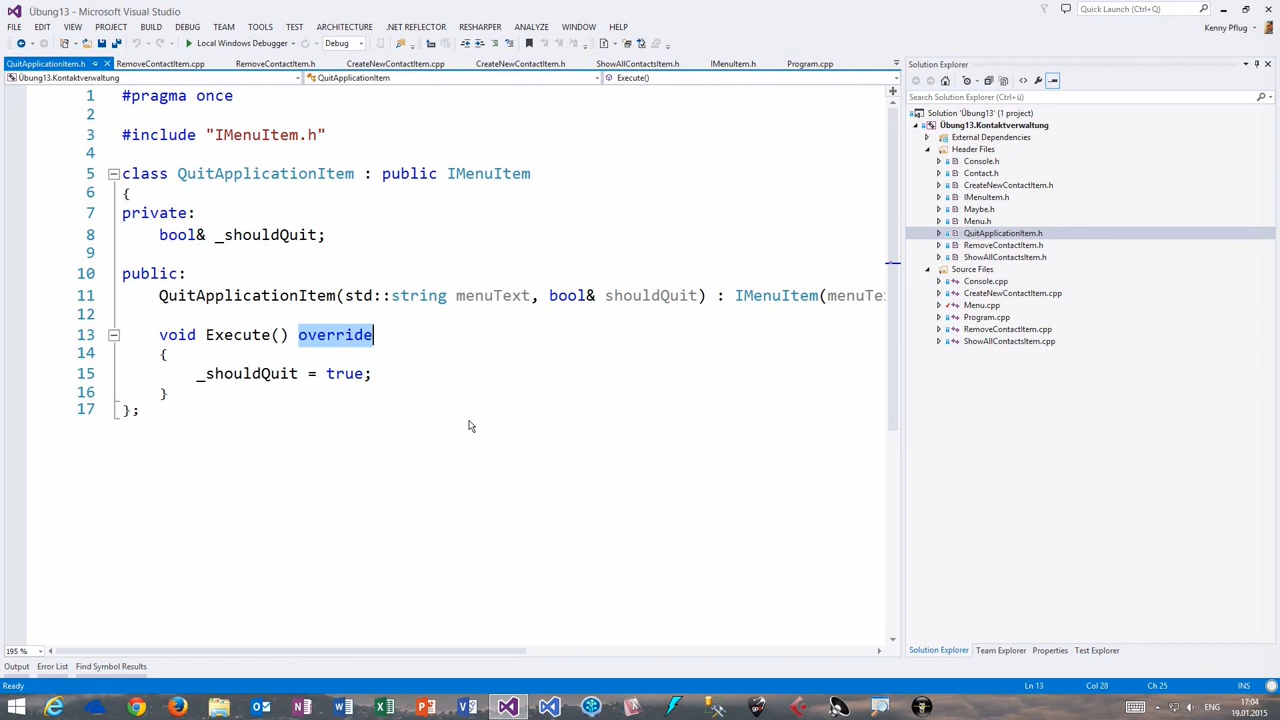 Übung13 - Microsoft Visual Studio
Quick Launch (Ctrl+Q)
FILE EDIT VIEW PROJECT BUILD DEBUG TEAM TOOLS TEST ARCHITECTURE .NET REFLECTOR RESHARPER ANALYZE WINDOW HELP
Kenny Pflug
Local Windows Debugger Debug
QuitApplicationItem.h RemoveContactItem.cpp RemoveContactItem.h CreateNewContactItem.cpp CreateNewContactItem.h ShowAllContactsItem.h IMenuItem.h Program.cpp
Übung13.Kontaktverwaltung QuitApplicationItem Execute()
1 #pragma once
2
3 #include "IMenuItem.h"
4
5 class QuitApplicationItem : public IMenuItem
6 {
7 private:
8 bool& _shouldQuit;
9
10 public:
11 QuitApplicationItem(std::string menuText, bool& shouldQuit) : IMenuItem(menuTe
12
13 void Execute() override
14 {
15 _shouldQuit = true;
16 }
17 };
195 %
Solution Explorer
Search Solution Explorer (Ctrl+ü)
Solution 'Übung13' (1 project)
Übung13.Kontaktverwaltung
External Dependencies
Header Files
Console.h
Contact.h
CreateNewContactItem.h
IMenuItem.h
Maybe.h
Menu.h
QuitApplicationItem.h
RemoveContactItem.h
ShowAllContactsItem.h
Source Files
Console.cpp
CreateNewContactItem.cpp
Menu.cpp
Program.cpp
RemoveContactItem.cpp
ShowAllContactsItem.cpp
Solution Explorer Team Explorer Properties Test Explorer
Output Error List Find Symbol Results
Ready Ln 13 Col 28 Ch 25 INS
ENG 17:04
19.01.2015